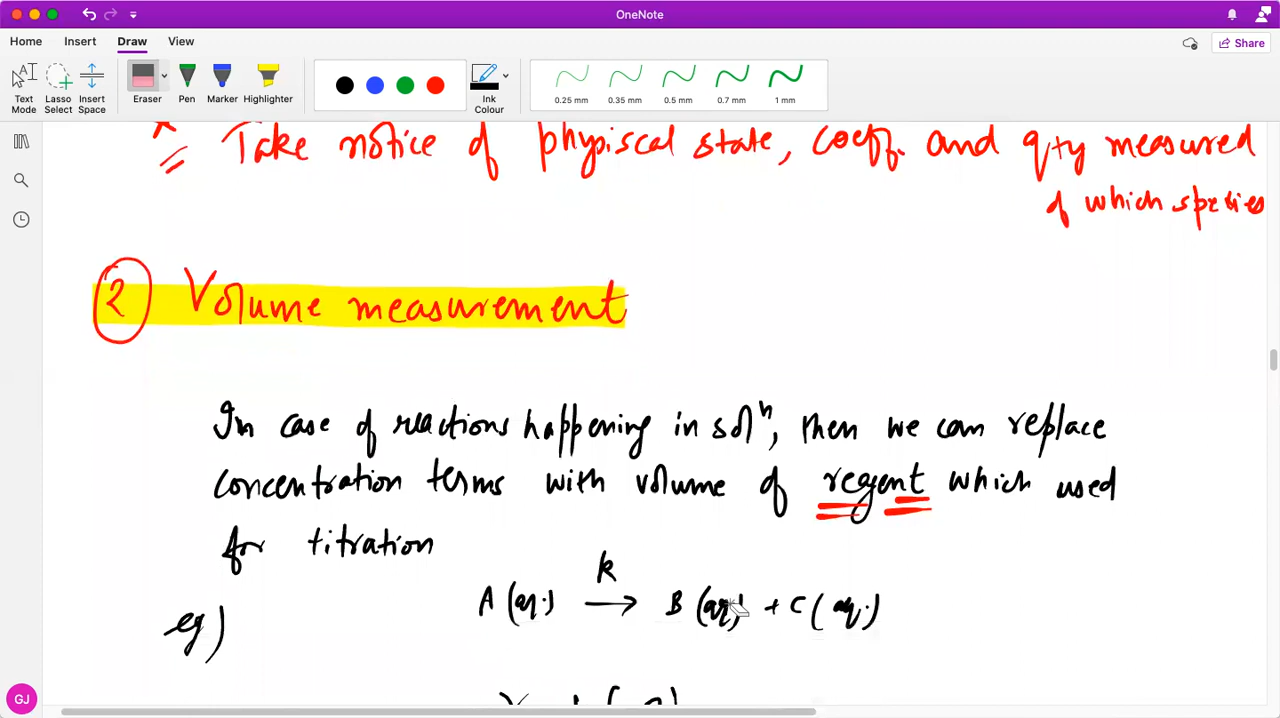 OneNote
Home Insert Draw View
Share
Text Mode
Lasso Select
Insert Space
Eraser
Pen
Marker
Highlighter
Ink Colour
0.25 mm 0.35 mm 0.5 mm 0.7 mm 1 mm
* Take notice of phyiscal state, coeff. and qty measured
of which species
2 Volume measurement
In case of reactions happening in solⁿ, then we can replace
concentration terms with volume of regent which used
for titration
k
eg) A (aq.) → B (aq) + C (aq.)
GJ